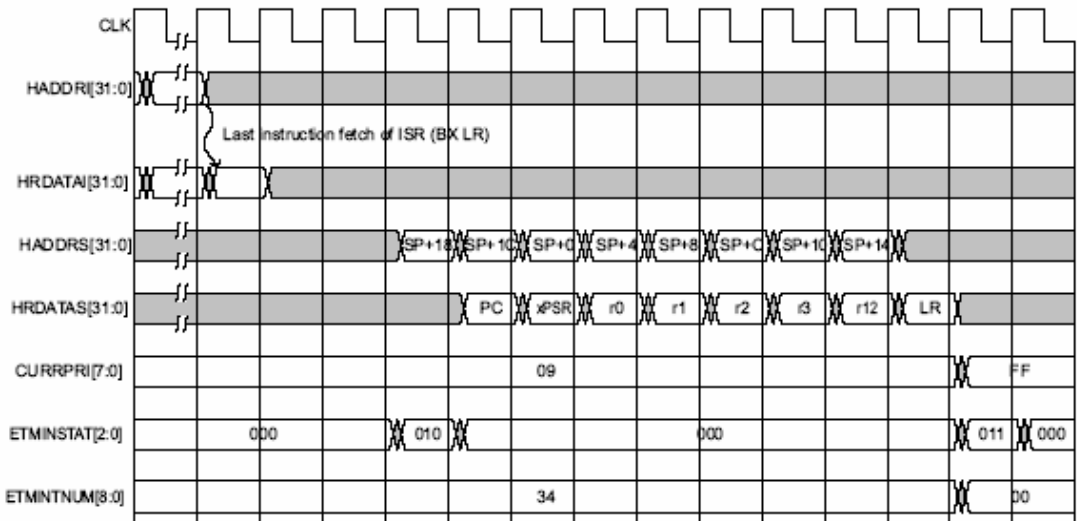 CLK
HADDRI[31:0]
Last instruction fetch of ISR (BX LR)
HRDATAI[31:0]
HADDRS[31:0] SP+18 SP+1C SP+0 SP+4 SP+8 SP+C SP+10 SP+14
HRDATAS[31:0] PC xPSR r0 r1 r2 r3 r12 LR
CURRPRI[7:0] 09 FF
ETMINSTAT[2:0] 000 010 000 011 000
ETMINTNUM[8:0] 34 00